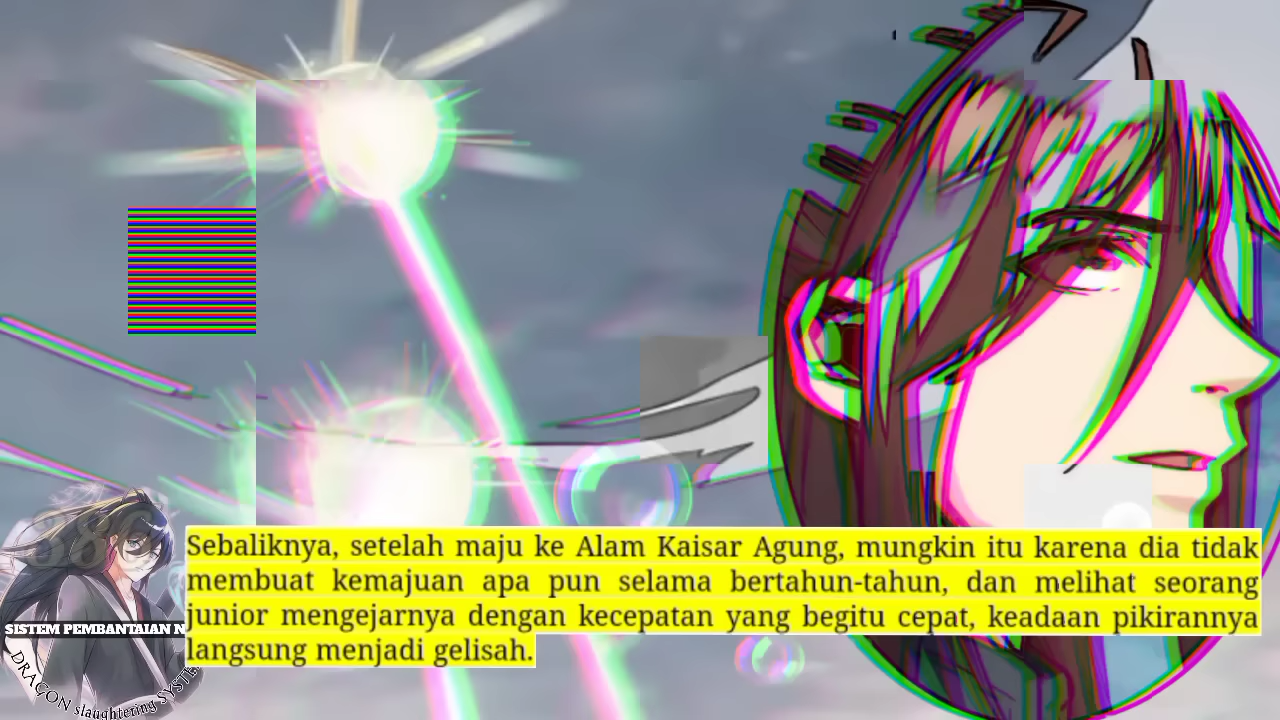 Sebaliknya, setelah maju ke Alam Kaisar Agung, mungkin itu karena dia tidak
membuat kemajuan apa pun selama bertahun-tahun, dan melihat seorang
junior mengejarnya dengan kecepatan yang begitu cepat, keadaan pikirannya
langsung menjadi gelisah.
SISTEM PEMBANTAIAN N
DRAGON slaughtering SYSTE